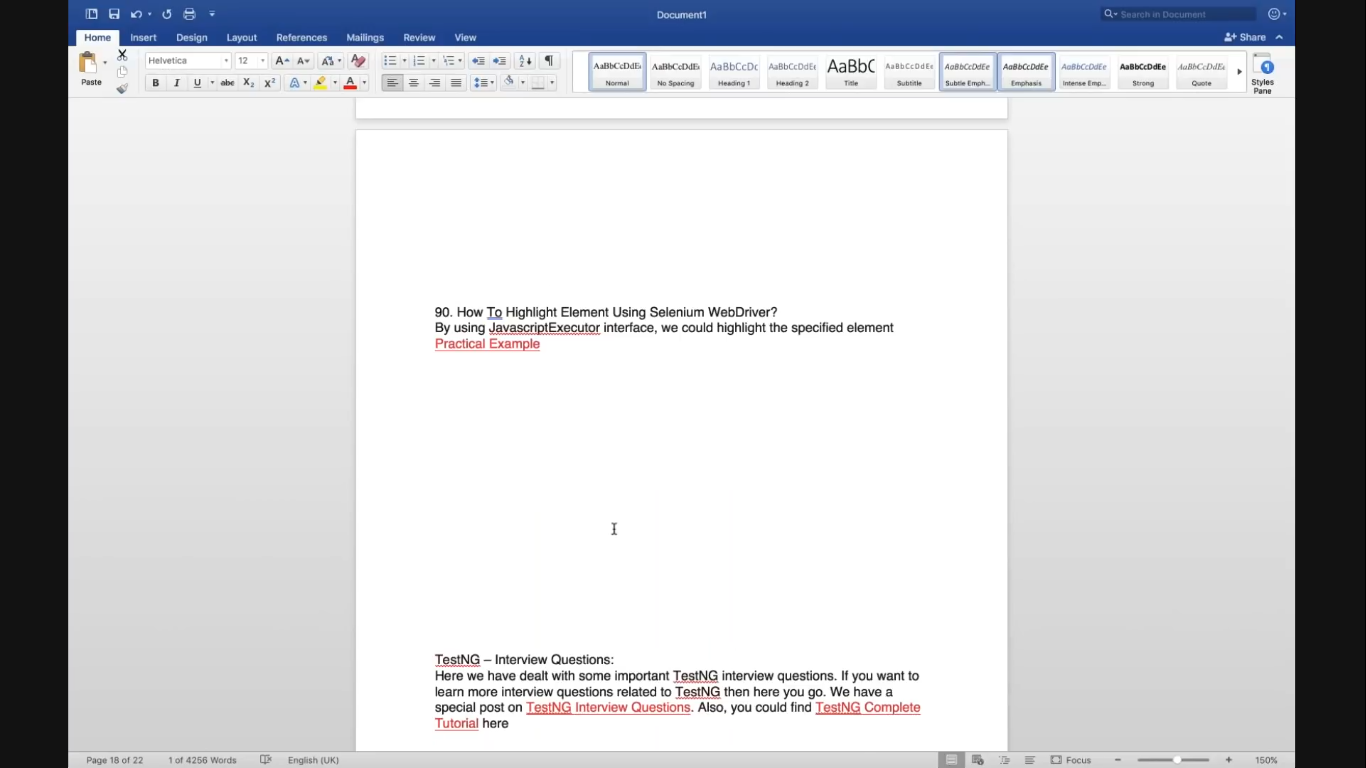 Document1
Search in Document
Home Insert Design Layout References Mailings Review View
Share
Paste
Helvetica 12
AaBbCcDdEe AaBbCcDdEe AaBbCcDc AaBbCcDdEe AaBbC AaBbCcDdEe AaBbCcDdEe AaBbCcDdEe AaBbCcDdEe AaBbCcDdEe AaBbCcDdEe
Normal No Spacing Heading 1 Heading 2 Title Subtitle Subtle Emph... Emphasis Intense Emp... Strong Quote
Styles
Pane
90. How To Highlight Element Using Selenium WebDriver?
By using JavascriptExecutor interface, we could highlight the specified element
Practical Example
TestNG – Interview Questions:
Here we have dealt with some important TestNG interview questions. If you want to
learn more interview questions related to TestNG then here you go. We have a
special post on TestNG Interview Questions. Also, you could find TestNG Complete
Tutorial here
Page 18 of 22 1 of 4256 Words English (UK) Focus 150%